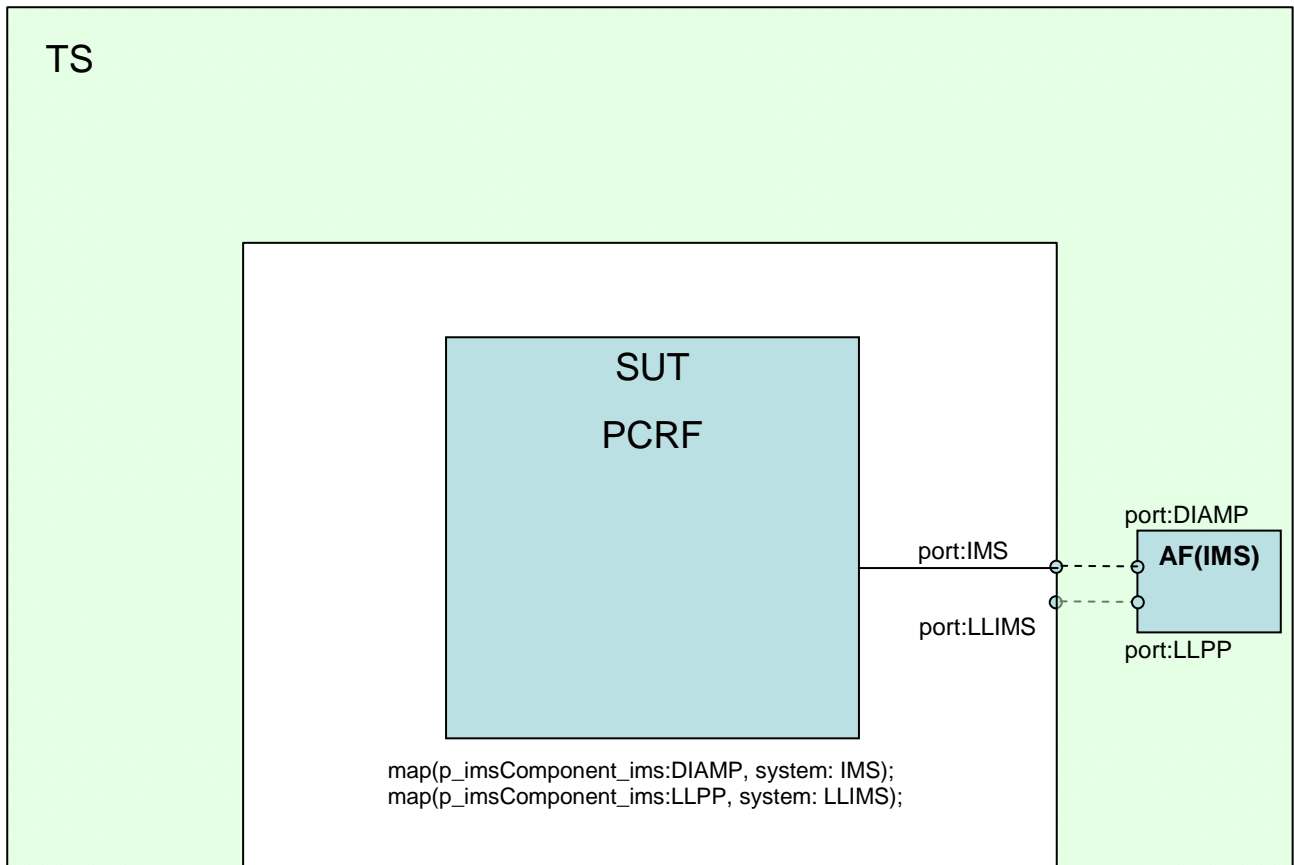 TS
SUT
PCRF
port:DIAMP
port:IMS
AF(IMS)
port:LLIMS
port:LLPP
map(p_imsComponent_ims:DIAMP, system: IMS);
map(p_imsComponent_ims:LLPP, system: LLIMS);